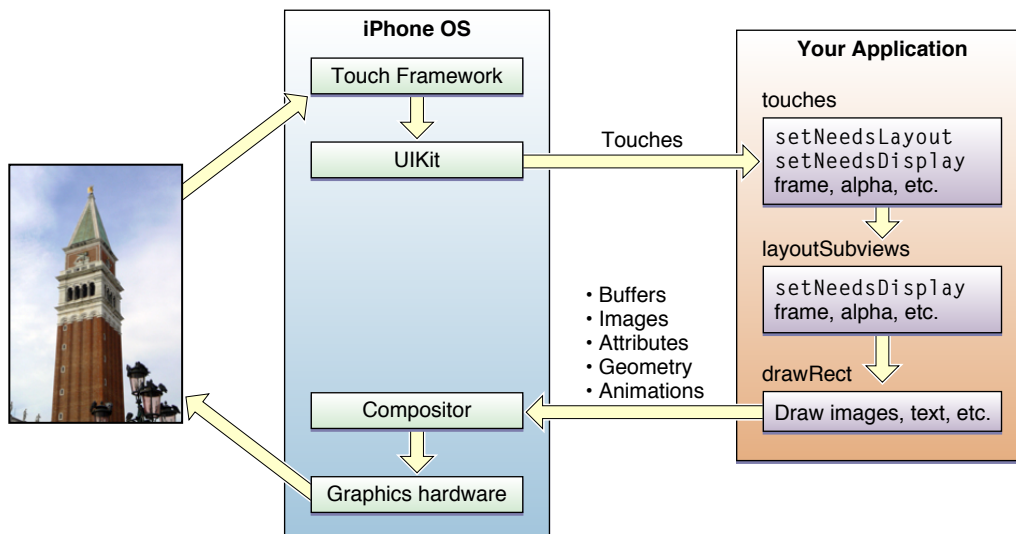 iPhone OS
Touch Framework
UIKit
Touches
Your Application
touches
setNeedsLayout
setNeedsDisplay
frame, alpha, etc.
layoutSubviews
setNeedsDisplay
frame, alpha, etc.
drawRect
Draw images, text, etc.
• Buffers
• Images
• Attributes
• Geometry
• Animations
Compositor
Graphics hardware